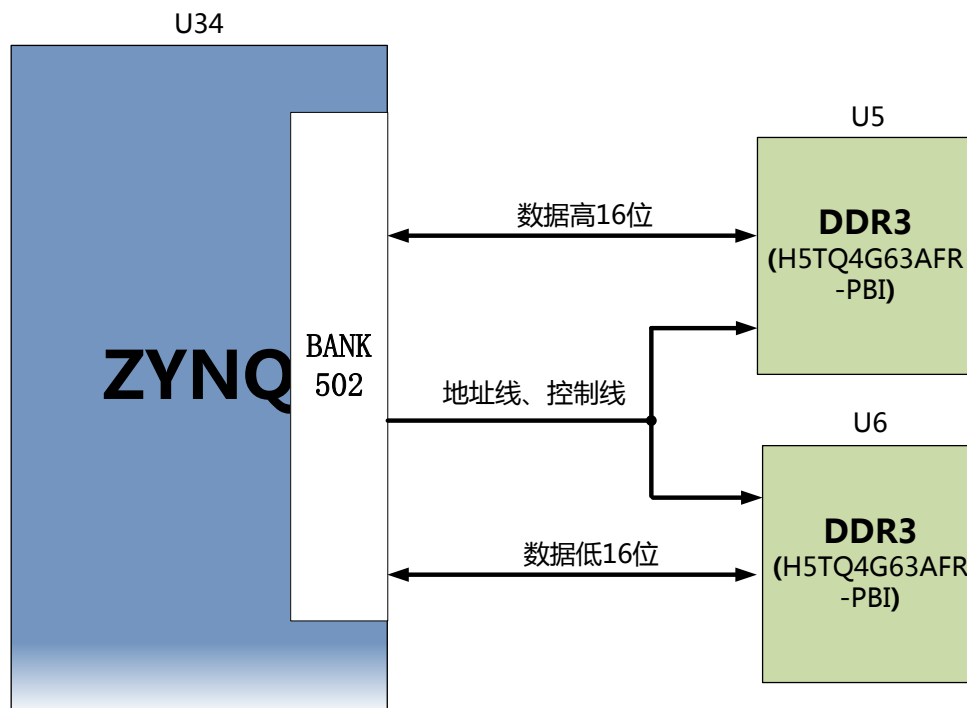 U34
U5
数据高16位
DDR3
(H5TQ4G63AFR
-PBI)
ZYNQ
BANK
502
地址线、控制线
U6
数据低16位
DDR3
(H5TQ4G63AFR
-PBI)